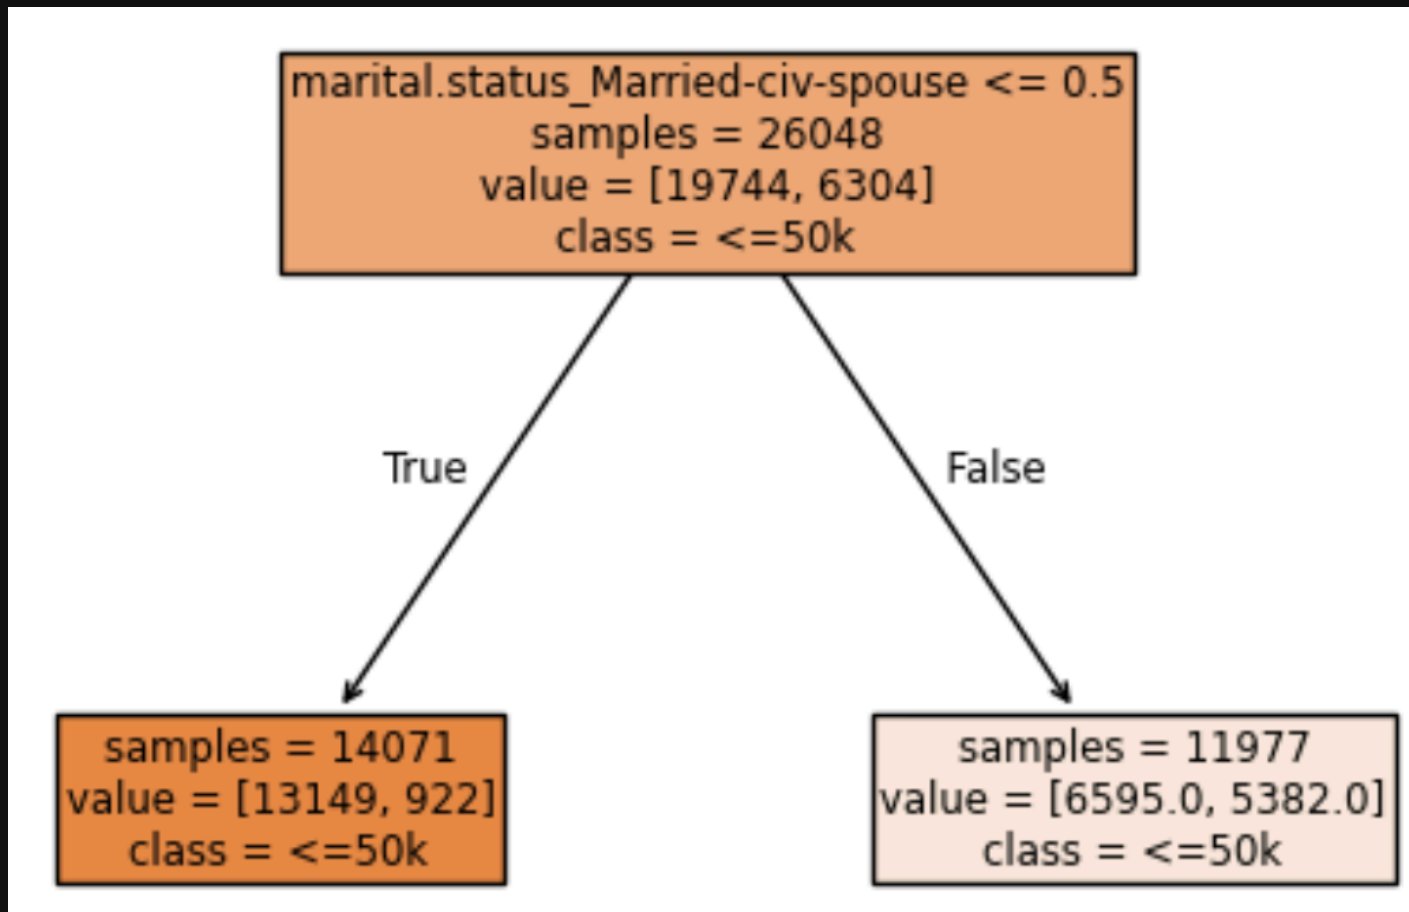 marital.status_Married-civ-spouse <= 0.5
samples = 26048
value = [19744, 6304]
class = <=50k
True
False
samples = 14071
value = [13149, 922]
class = <=50k
samples = 11977
value = [6595.0, 5382.0]
class = <=50k